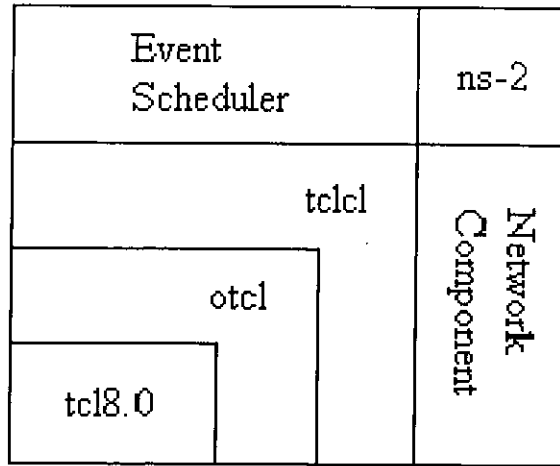 Event
Scheduler
ns-2
tclcl
Network
Component
otcl
tcl8.0